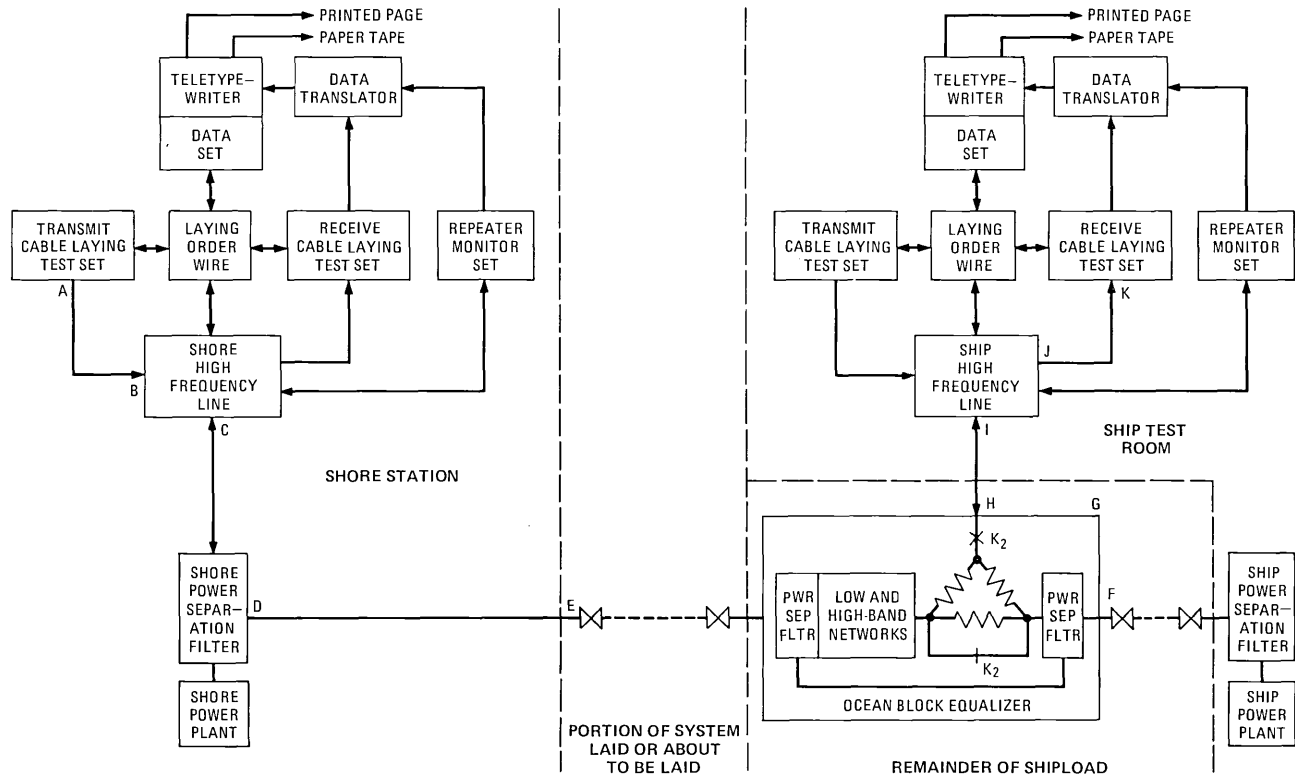 PRINTED PAGE
PAPER TAPE
TELETYPE-
WRITER
DATA
SET
DATA
TRANSLATOR
TRANSMIT
CABLE LAYING
TEST SET
LAYING
ORDER
WIRE
RECEIVE
CABLE LAYING
TEST SET
REPEATER
MONITOR
SET
A
B
SHORE
HIGH
FREQUENCY
LINE
C
SHORE STATION
SHORE
POWER
SEPAR-
ATION
FILTER
D
SHORE
POWER
PLANT
E
PORTION OF SYSTEM
LAID OR ABOUT
TO BE LAID
PRINTED PAGE
PAPER TAPE
TELETYPE-
WRITER
DATA
SET
DATA
TRANSLATOR
TRANSMIT
CABLE LAYING
TEST SET
LAYING
ORDER
WIRE
RECEIVE
CABLE LAYING
TEST SET
REPEATER
MONITOR
SET
K
SHIP
HIGH
FREQUENCY
LINE
J
I
SHIP TEST
ROOM
H
G
K2
PWR
SEP
FLTR
LOW AND
HIGH-BAND
NETWORKS
K2
PWR
SEP
FLTR
F
OCEAN BLOCK EQUALIZER
REMAINDER OF SHIPLOAD
SHIP
POWER
SEPAR-
ATION
FILTER
SHIP
POWER
PLANT